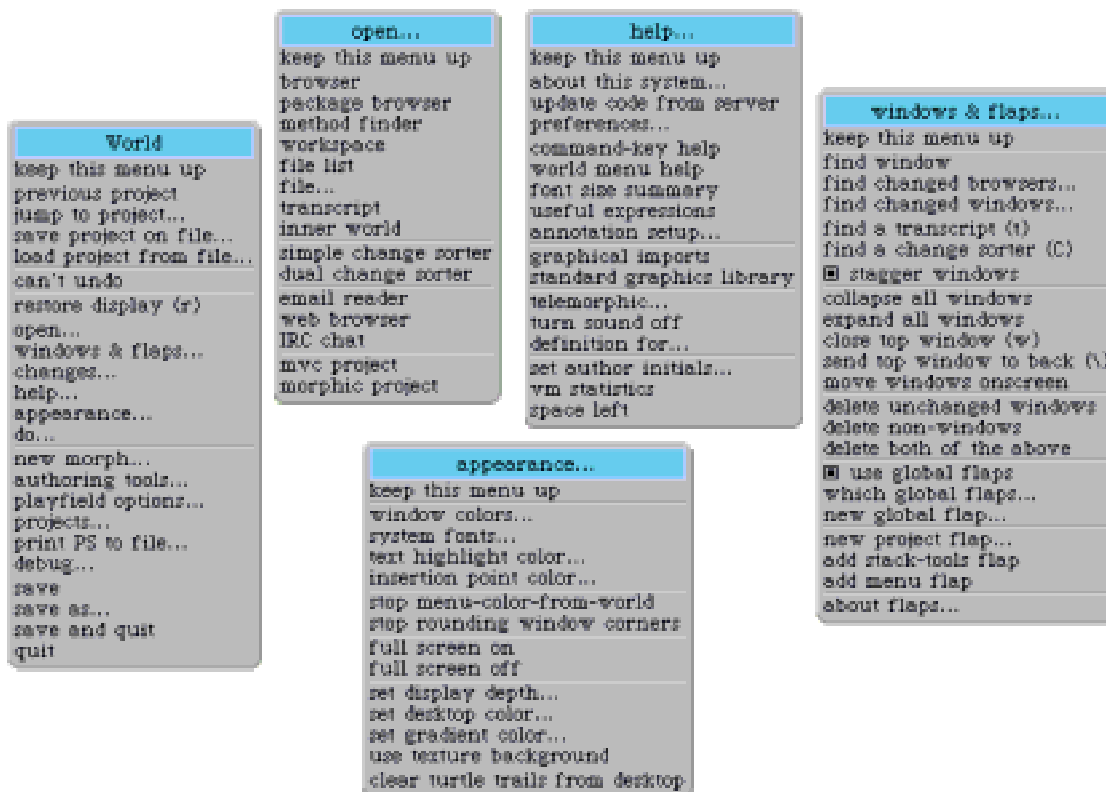 World
keep this menu up
previous project
jump to project...
save project on file...
load project from file...
can't undo
restore display (r)
open...
windows & flaps...
changes...
help...
appearance...
do...
new morph...
authoring tools...
playfield options...
projects...
print PS to file...
debug...
save
save as...
save and quit
quit
open...
keep this menu up
browser
package browser
method finder
workspace
file list
file...
transcript
inner world
simple change sorter
dual change sorter
email reader
web browser
IRC chat
mvc project
morphic project
help...
keep this menu up
about this system...
update code from server
preferences...
command-key help
world menu help
font size summary
useful expressions
annotation setup...
graphical imports
standard graphics library
telemorphic...
turn sound off
definition for...
set author initials...
vm statistics
space left
appearance...
keep this menu up
window colors...
system fonts...
text highlight color...
insertion point color...
stop menu-color-from-world
stop rounding window corners
full screen on
full screen off
set display depth...
set desktop color...
set gradient color...
use texture background
clear turtle trails from desktop
windows & flaps...
keep this menu up
find window
find changed browsers...
find changed windows...
find a transcript (t)
find a change sorter (C)
stagger windows
collapse all windows
expand all windows
close top window (w)
send top window to back (\)
move windows onscreen
delete unchanged windows
delete non-windows
delete both of the above
use global flaps
which global flaps...
new global flap...
new project flap...
add stack-tools flap
add menu flap
about flaps...